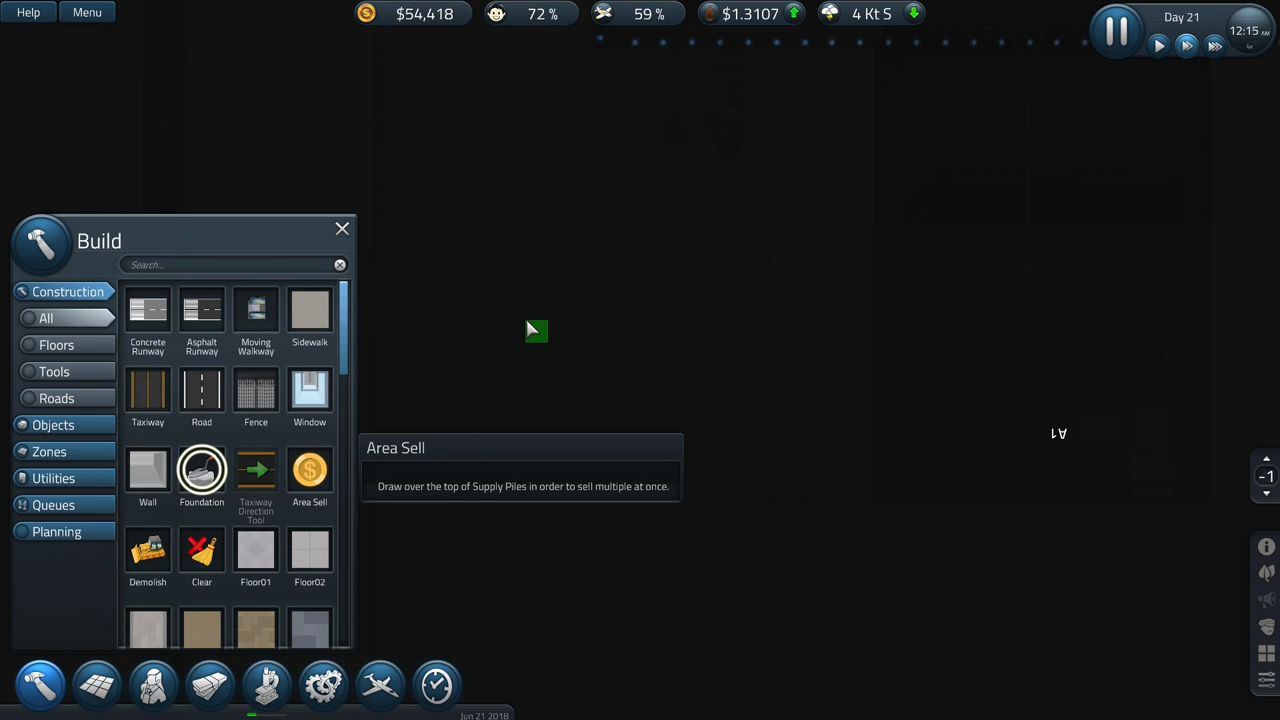 Help
Menu
$54,418
72 %
59 %
$1.3107
4 Kt S
Day 21
12:15 AM
4x
Build
Search...
Construction
All
Floors
Tools
Roads
Objects
Zones
Utilities
Queues
Planning
Concrete Runway
Asphalt Runway
Moving Walkway
Sidewalk
Taxiway
Road
Fence
Window
Wall
Foundation
Taxiway Direction Tool
Area Sell
Demolish
Clear
Floor01
Floor02
Area Sell
Draw over the top of Supply Piles in order to sell multiple at once.
A1
-1
Jun 21 2018